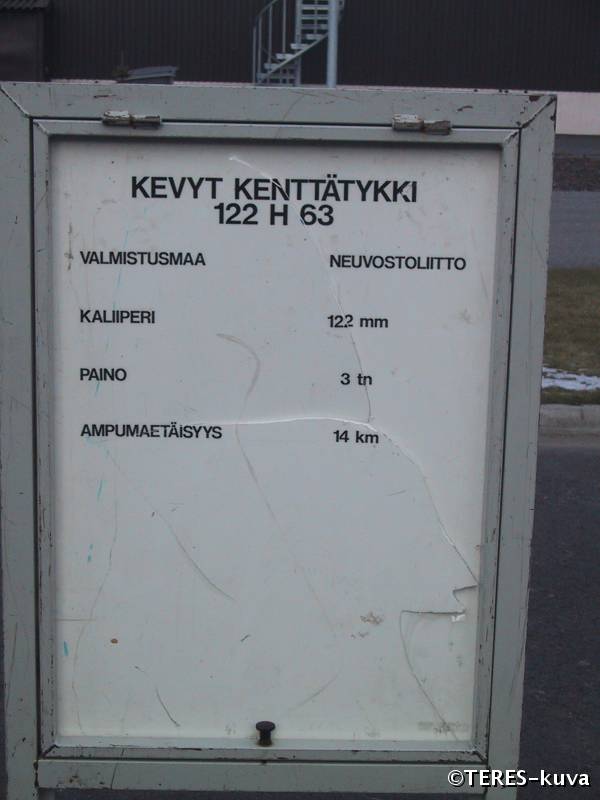 KEVYT KENTTÄTYKKI
122 H 63
VALMISTUSMAA NEUVOSTOLIITTO
KALIIPERI 122 mm
PAINO 3 tn
AMPUMAETÄISYYS 14 km
©TERES-kuva